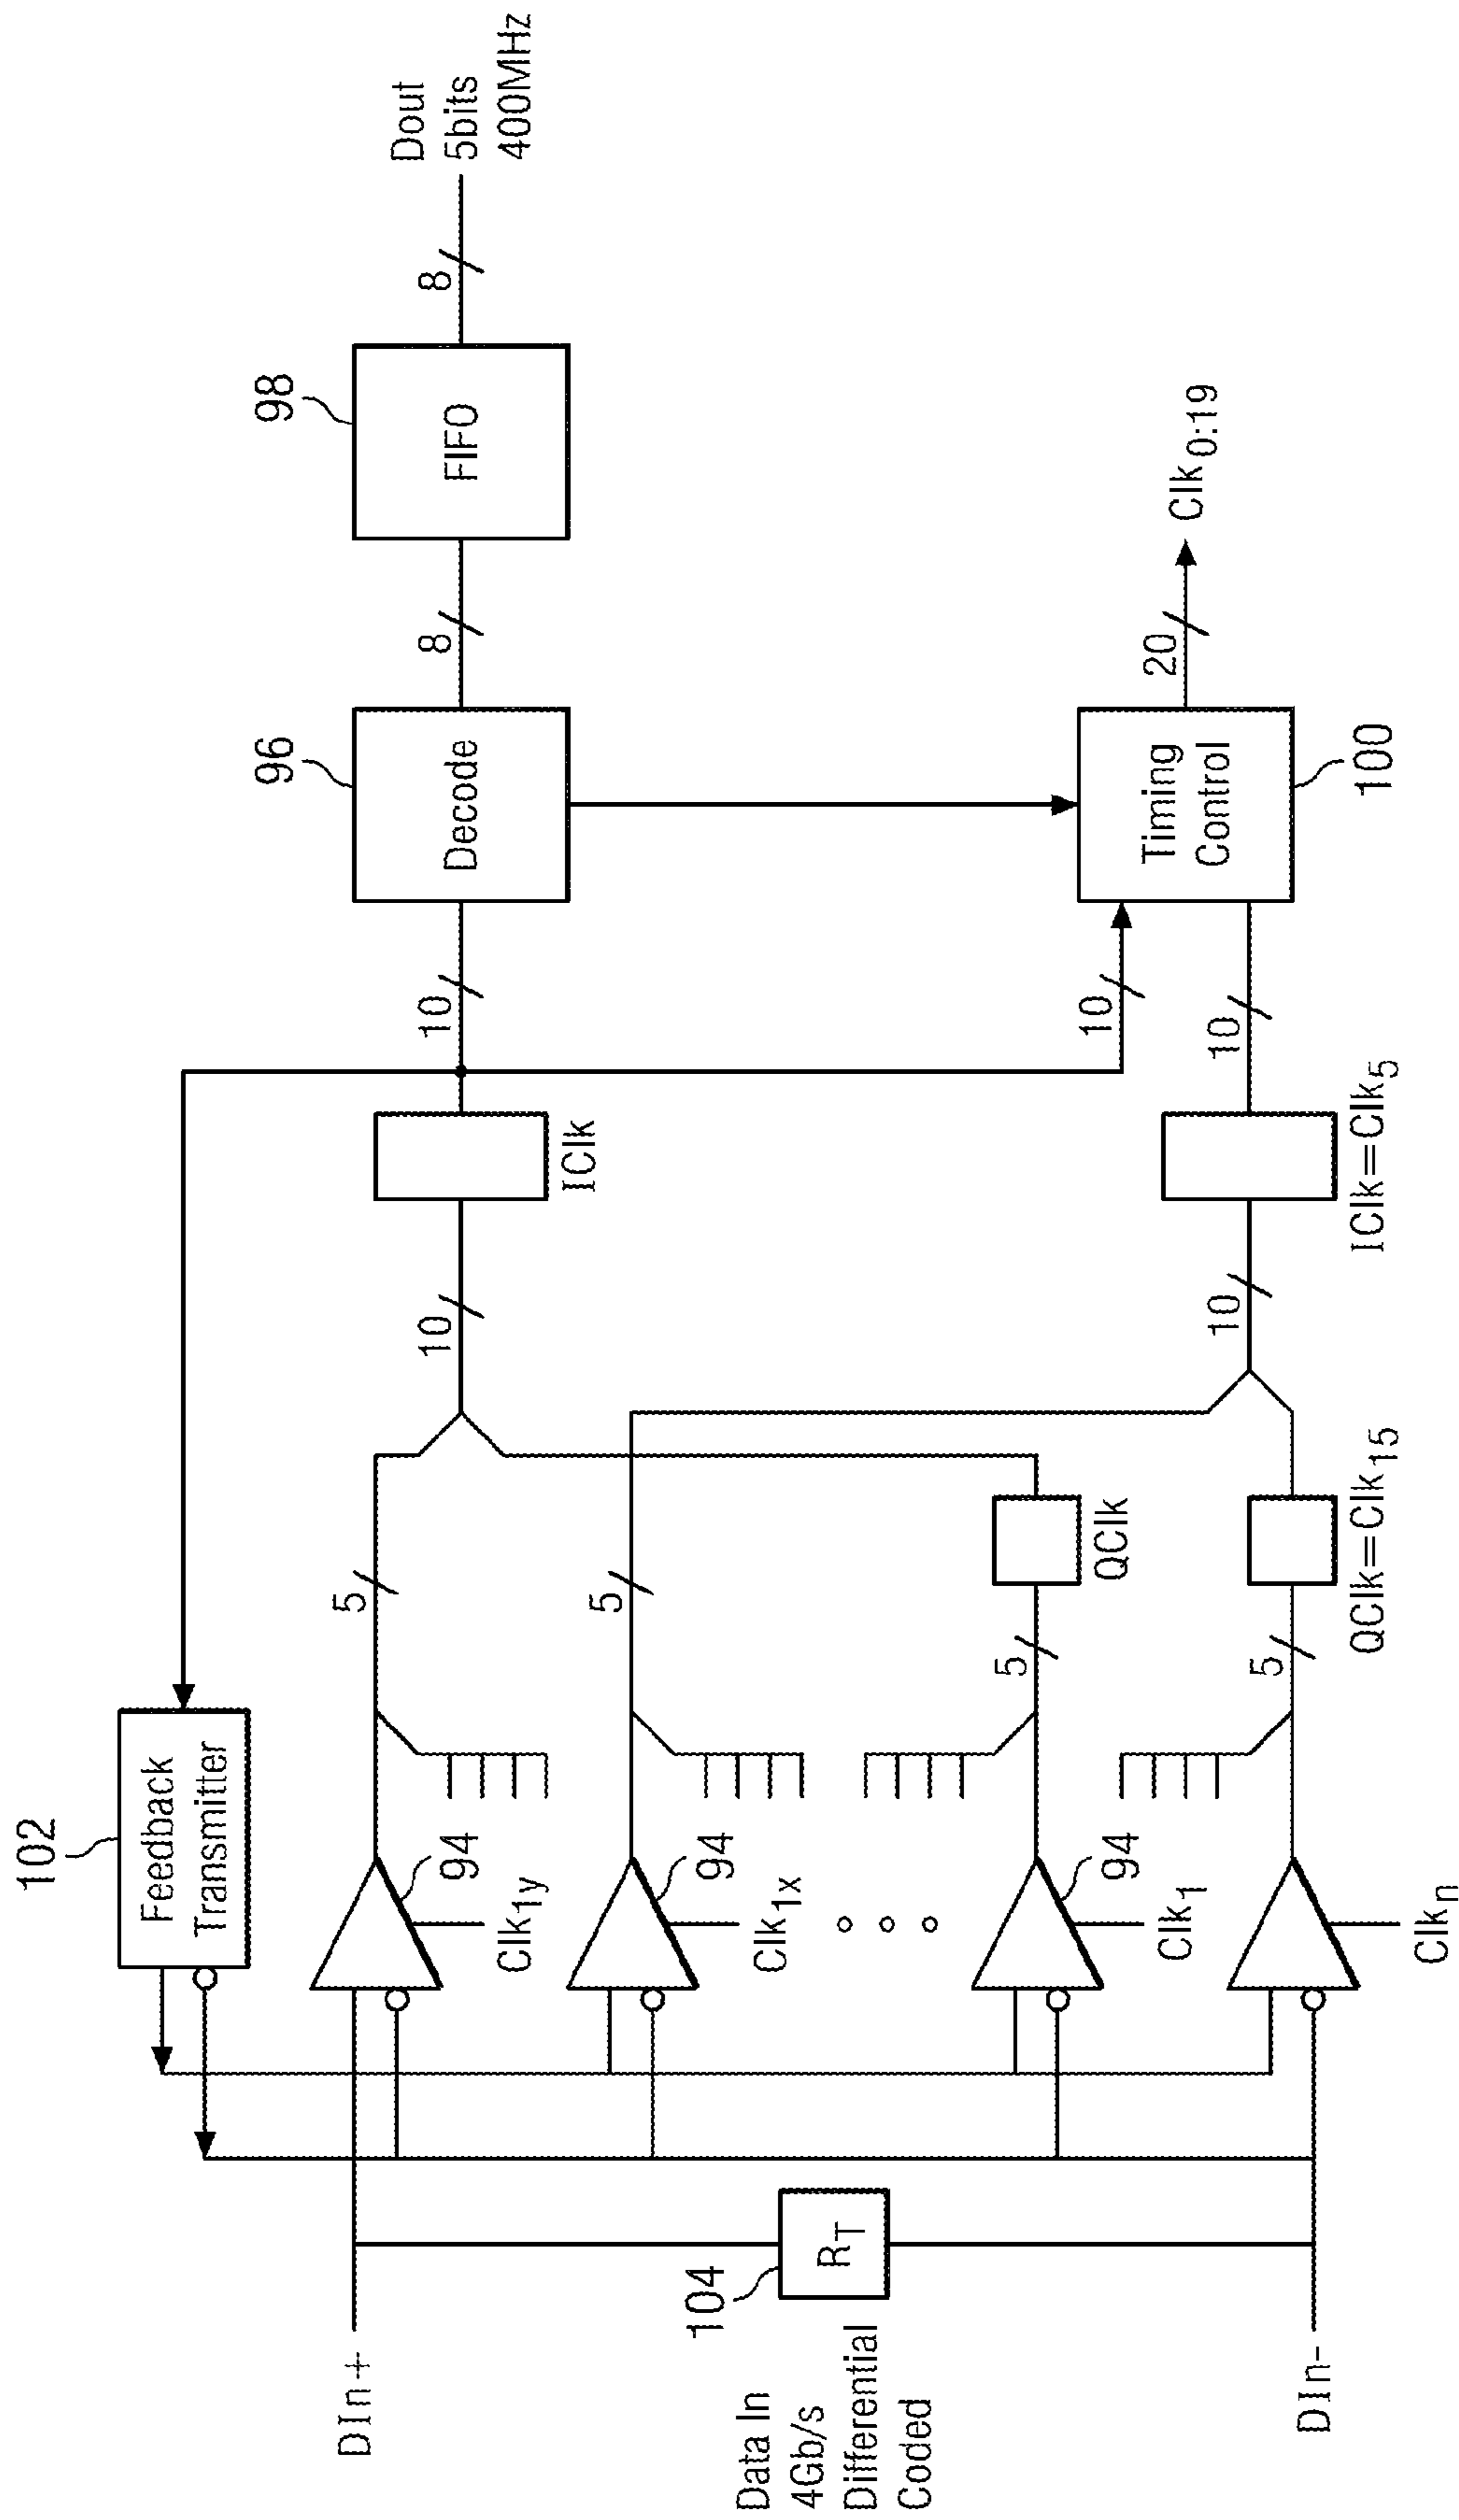 102
Feedback
Transmitter
DIn+
94
Clk1y
5
10
IClk
10
96
Decode
8
98
FIFO
8
Dout
5bits
400MHz
104
RT
Data In
4Gb/s
Differential
Coded
94
Clk1x
5
94
Clk1
5
QClk
10
DIn-
Clkn
5
QClk=Clk15
10
IClk=Clk5
10
Timing
Control
100
20
Clk0:19